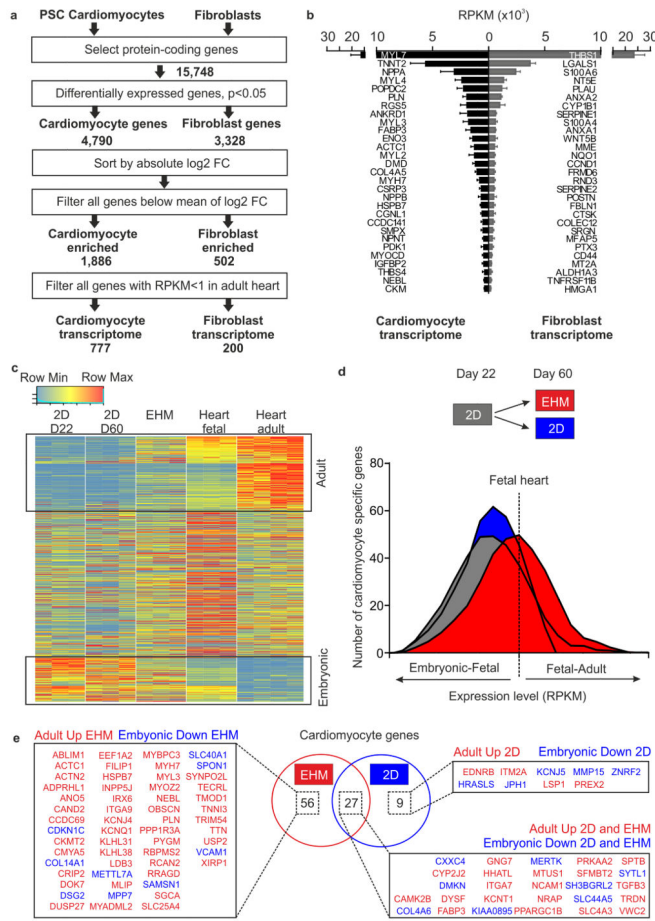 a
PSC Cardiomyocytes Fibroblasts
Select protein-coding genes
15,748
Differentially expressed genes, p<0.05
Cardiomyocyte genes Fibroblast genes
4,790 3,328
Sort by absolute log2 FC
Filter all genes below mean of log2 FC
Cardiomyocyte enriched Fibroblast enriched
1,886 502
Filter all genes with RPKM<1 in adult heart
Cardiomyocyte transcriptome Fibroblast transcriptome
777 200
b
RPKM (x10³)
30 20 10 5 0 5 10 20 30
MYL7 THBS1
TNNT2 LGALS1
NPPA S100A6
MYL4 NT5E
POPDC2 PLAU
PLN ANXA2
RGS5 CYP1B1
ANKRD1 SERPINE1
MYL3 S100A4
FABP3 ANXA1
ENO3 WNT5B
ACTC1 MME
MYL2 NQO1
DMD CCND1
COL4A5 FRMD6
MYH7 RND3
CSRP3 SERPINE2
NPPB POSTN
HSPB7 FBLN1
CGNL1 CTSK
CCDC141 COLEC12
SMPX SRGN
NPNT MFAP5
PDK1 PTX3
MYOCD CD44
IGFBP2 MT2A
THBS4 ALDH1A3
NEBL TNFRSF11B
CKM HMGA1
Cardiomyocyte transcriptome Fibroblast transcriptome
c
Row Min Row Max
2D D22 2D D60 EHM Heart fetal Heart adult
Adult
Embryonic
d
Day 22 Day 60
2D EHM
2D
Fetal heart
Number of cardiomyocyte specific genes
80
60
40
20
0
Embryonic-Fetal Fetal-Adult
Expression level (RPKM)
e
Adult Up EHM Embyonic Down EHM
ABLIM1 EEF1A2 MYBPC3 SLC40A1
ACTC1 FILIP1 MYH7 SPON1
ACTN2 HSPB7 MYL3 SYNPO2L
ADPRHL1 INPP5J MYOZ2 TECRL
ANO5 IRX6 NEBL TMOD1
CAND2 ITGA9 OBSCN TNNI3
CCDC69 KCNJ4 PLN TRIM54
CDKN1C KCNQ1 PPP1R3A TTN
CKMT2 KLHL31 PYGM USP2
CMYA5 KLHL38 RBPMS2 VCAM1
COL14A1 LDB3 RCAN2 XIRP1
CRIP2 METTL7A RRAGD
DOK7 MLIP SAMSN1
DSG2 MPP7 SGCA
DUSP27 MYADML2 SLC25A4
Cardiomyocyte genes
EHM 2D
56 27 9
Adult Up 2D Embyonic Down 2D
EDNRB ITM2A KCNJ5 MMP15 ZNRF2
HRASLS JPH1 LSP1 PREX2
Adult Up 2D and EHM
Embyonic Down 2D and EHM
CXXC4 GNG7 MERTK PRKAA2 SPTB
CYP2J2 HHATL MTUS1 SFMBT2 SYTL1
DMKN ITGA7 NCAM1 SH3BGRL2 TGFB3
CAMK2B DYSF KCNT1 NRAP SLC44A5 TRDN
COL4A6 FABP3 KIAA0895 PPARGC1B SLC4A3 VWC2